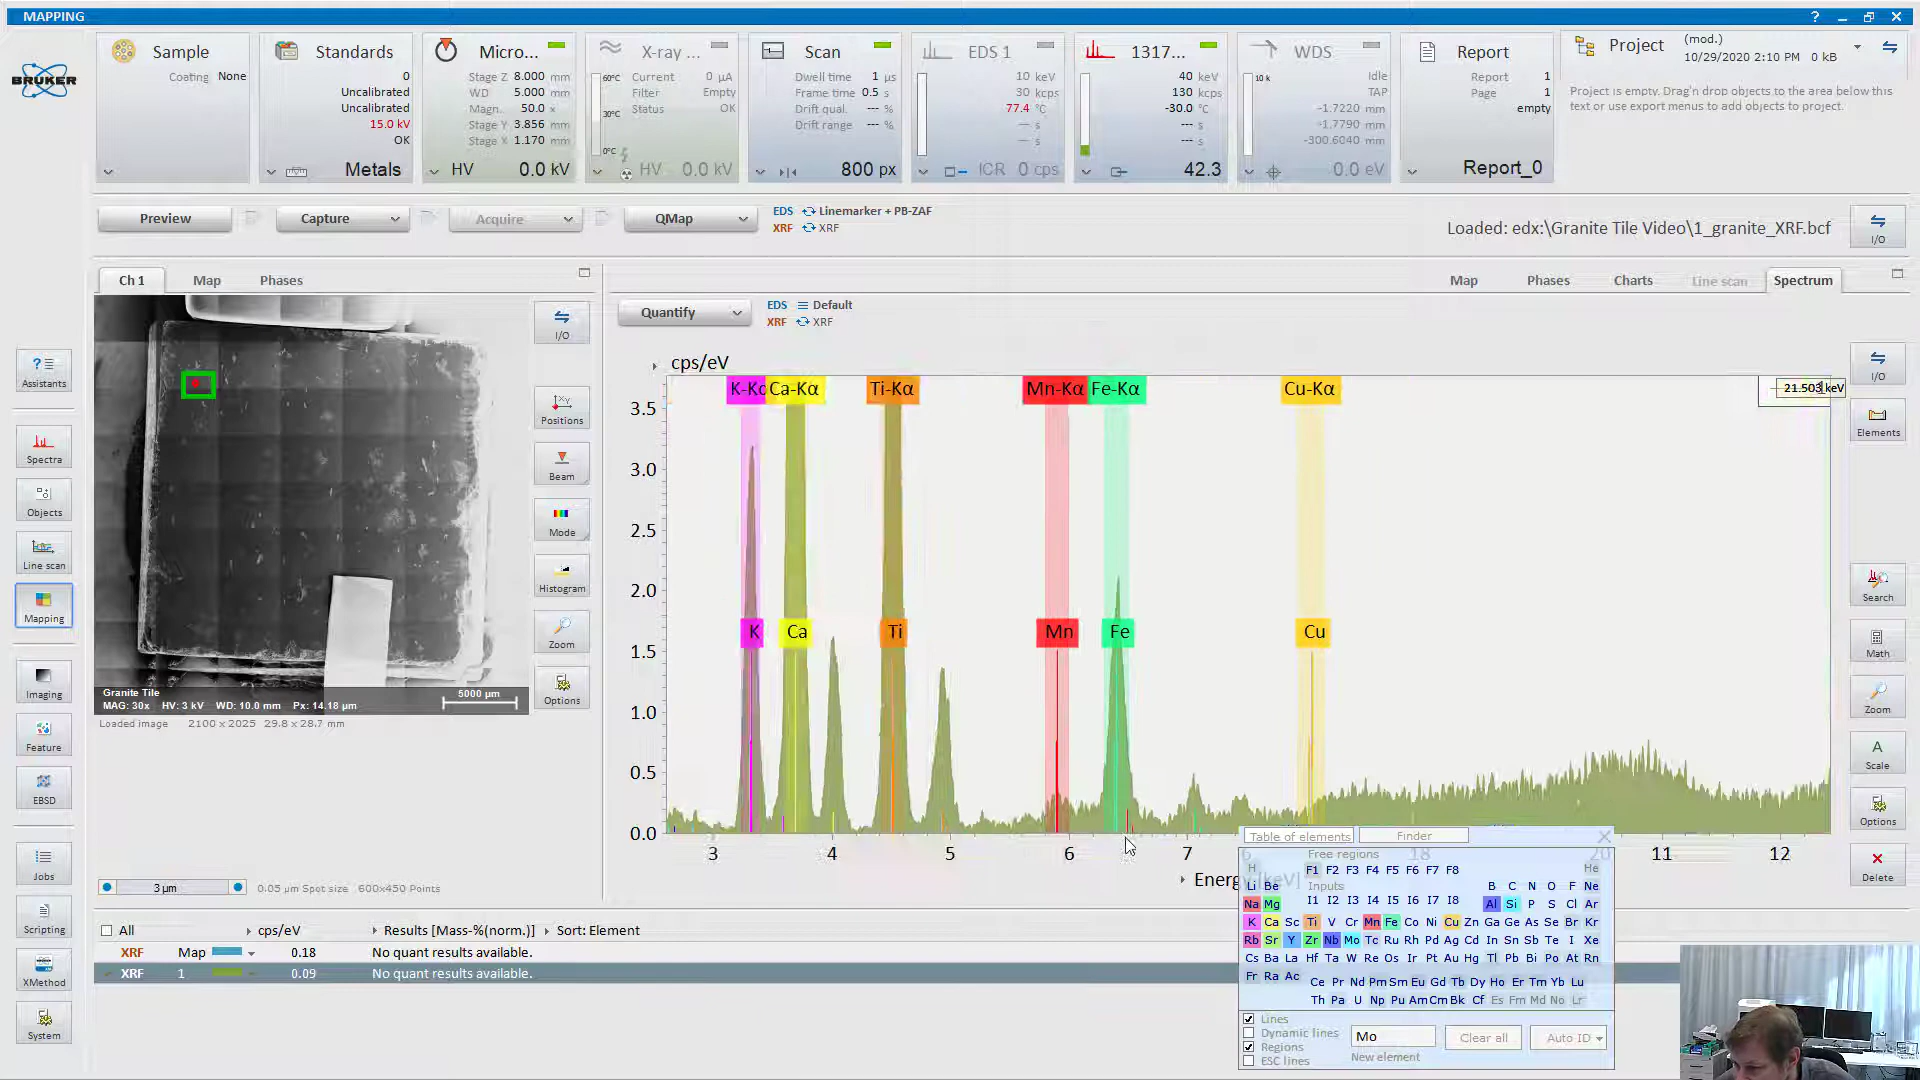 MAPPING
?
BRUKER
Sample
Coating None
Standards
0
Uncalibrated
Uncalibrated
15.0 kV
OK
Metals
Micro...
Stage Z 8.000 mm
WD 5.000 mm
Magn. 50.0 x
Stage Y 3.856 mm
Stage X 1.170 mm
HV 0.0 kV
X-ray ...
60°C
30°C
0°C
Current 0 µA
Filter Empty
Status OK
HV 0.0 kV
Scan
Dwell time 1 µs
Frame time 0.5 s
Drift qual. --- %
Drift range --- %
800 px
EDS 1
10 keV
30 kcps
77.4 °C
--- s
--- s
ICR 0 cps
1317...
40 keV
130 kcps
-30.0 °C
--- s
--- s
42.3
WDS
10 k
Idle
TAP
-1.7220 mm
-1.7790 mm
-300.6040 mm
0.0 eV
Report
Report 1
Page 1
empty
Report_0
Project
(mod.)
10/29/2020 2:10 PM 0 kB
Project is empty. Drag'n drop objects to the area below this
text or use export menus to add objects to project.
Preview
Capture
Acquire
QMap
EDS Linemarker + PB-ZAF
XRF XRF
Loaded: edx:\Granite Tile Video\1_granite_XRF.bcf
I/O
Ch 1
Map
Phases
Map
Phases
Charts
Line scan
Spectrum
Quantify
EDS Default
XRF XRF
Assistants
Spectra
Objects
Line scan
Mapping
Imaging
Feature
EBSD
Jobs
Scripting
XMethod
System
I/O
Positions
Beam
Mode
Histogram
Zoom
Options
Granite Tile
MAG: 30x HV: 3 kV WD: 10.0 mm Px: 14.18 µm
5000 µm
Loaded image 2100 x 2025 29.8 x 28.7 mm
3 µm
0.05 µm Spot size 600x450 Points
cps/eV
3.5
3.0
2.5
2.0
1.5
1.0
0.5
0.0
Ca-Kα
Ti-Kα
Mn-Kα
Fe-Kα
Cu-Kα
21.503 keV
K
Ca
Ti
Mn
Fe
Cu
3 4 5 6 7 11 12
I/O
Elements
Search
Math
Zoom
A
Scale
Options
Delete
Table of elements
Finder
Free regions
H F1 F2 F3 F4 F5 F6 F7 F8 He
Li Be Inputs B C N O F Ne
Na Mg I1 I2 I3 I4 I5 I6 I7 I8 Al Si P S Cl Ar
K Ca Sc Ti V Cr Mn Fe Co Ni Cu Zn Ga Ge As Se Br Kr
Rb Sr Y Zr Nb Mo Tc Ru Rh Pd Ag Cd In Sn Sb Te I Xe
Cs Ba La Hf Ta W Re Os Ir Pt Au Hg Tl Pb Bi Po At Rn
Fr Ra Ac
Ce Pr Nd Pm Sm Eu Gd Tb Dy Ho Er Tm Yb Lu
Th Pa U Np Pu Am Cm Bk Cf Es Fm Md No Lr
Lines
Dynamic lines
Regions
ESC lines
Mo
New element
Clear all
Auto ID
All
cps/eV
Results [Mass-%(norm.)]
Sort: Element
XRF Map 0.18 No quant results available.
XRF 1 0.09 No quant results available.